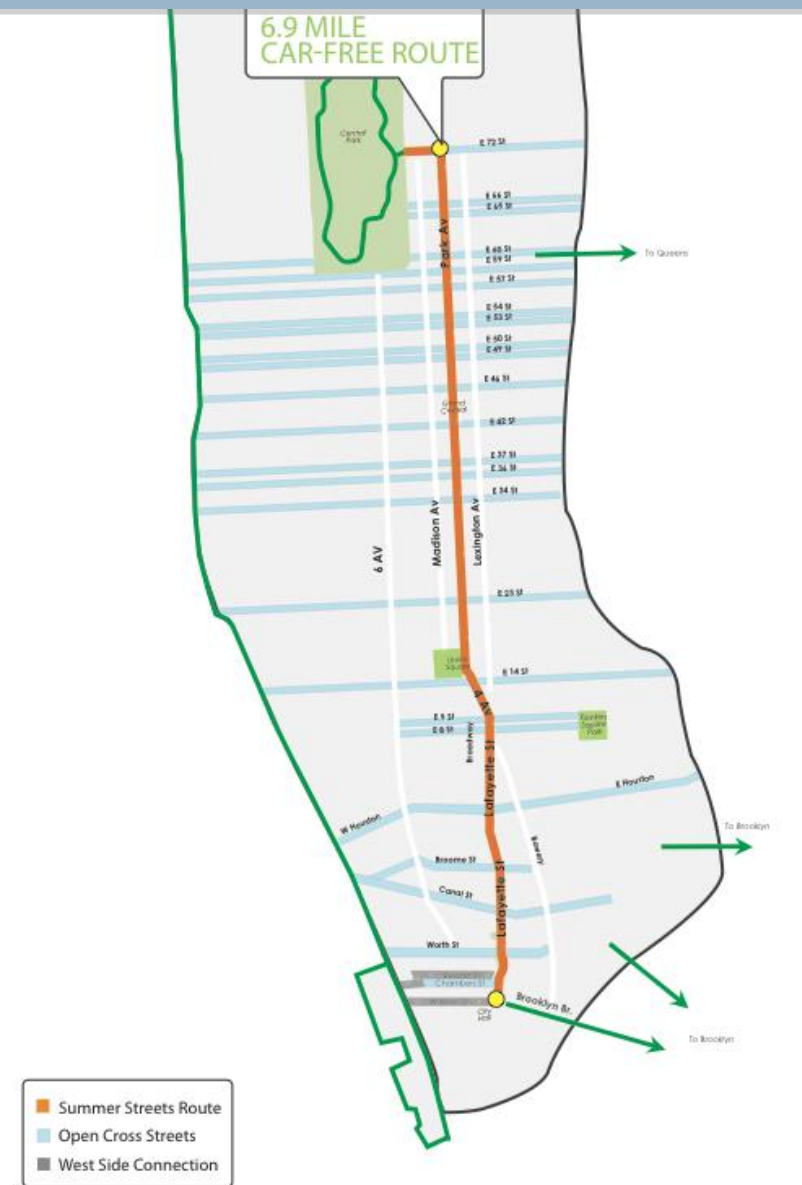 6.9 MILE
CAR-FREE ROUTE
Central
Park
E 72 St
E 66 St
E 65 St
Park Av
E 60 St
E 59 St
To Queens
E 57 St
E 54 St
E 53 St
E 50 St
E 49 St
E 46 St
Grand
Central
E 42 St
E 37 St
E 36 St
E 34 St
6 AV
Madison Av
Lexington Av
E 23 St
Union
Square
E 14 St
4 Av
E 9 St
E 8 St
Broadway
Square
Park
Lafayette St
E Houston
W Houston
To Brooklyn
Broome St
Bowery
Canal St
Lafayette St
Worth St
Chambers St
City
Hall
Brooklyn Br.
To Brooklyn
Summer Streets Route
Open Cross Streets
West Side Connection